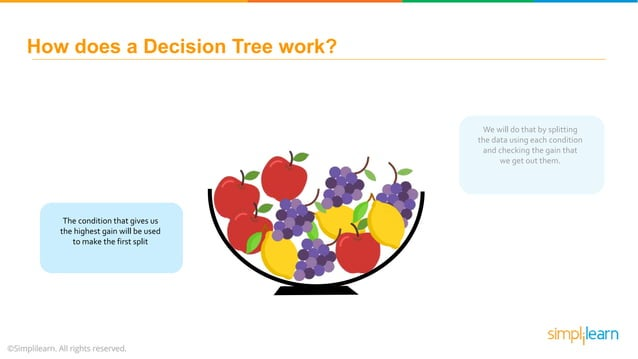 How does a Decision Tree work?
We will do that by splitting
the data using each condition
and checking the gain that
we get out them.
The condition that gives us
the highest gain will be used
to make the first split
simplilearn
©Simplilearn. All rights reserved.